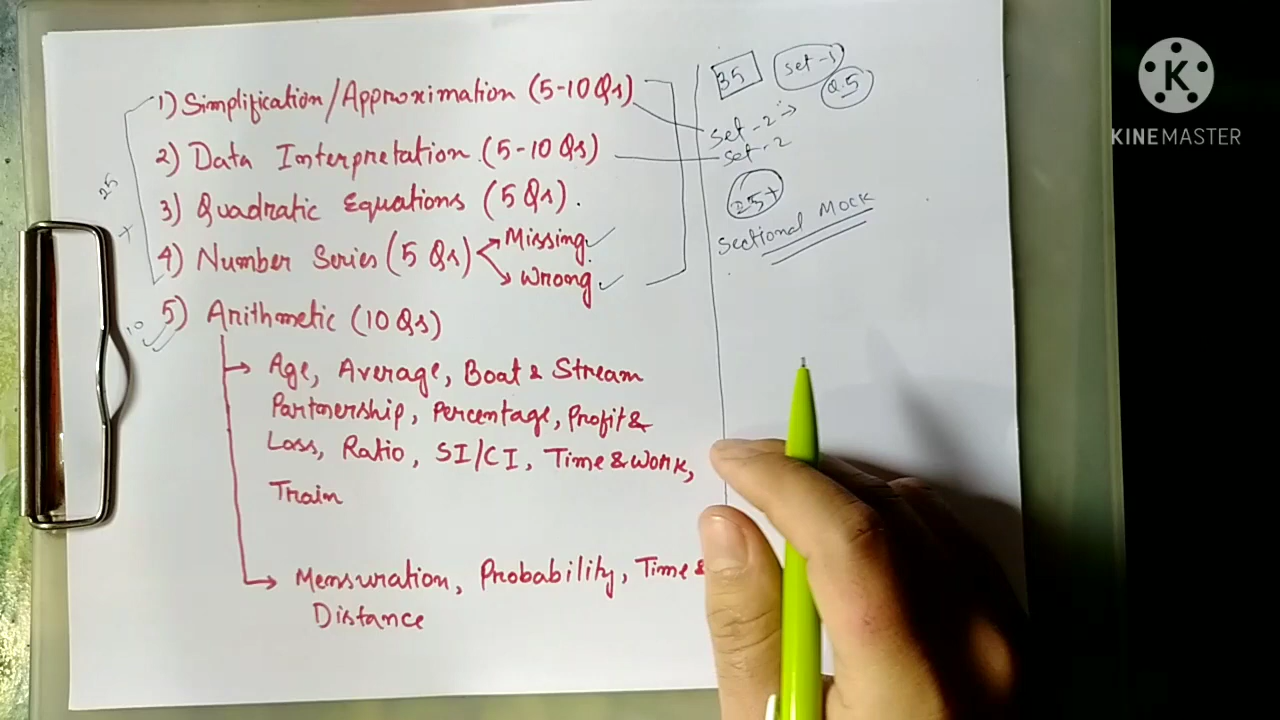 1) Simplification/Approximation (5-10Qs)
2) Data Interpretation (5-10 Qs)
3) Quadratic Equations (5 Qs).
4) Number Series (5 Qs)
Missing
Wrong
5) Arithmetic (10 Qs)
Age, Average, Boat & Stream
Partnership, Percentage, Profit &
Loss, Ratio, SI/CI, Time & Work,
Train
Mensuration, Probability, Time &
Distance
25
+
10
35
set-1
set-2
set-2
25+
Sectional Mock
K
KINEMASTER